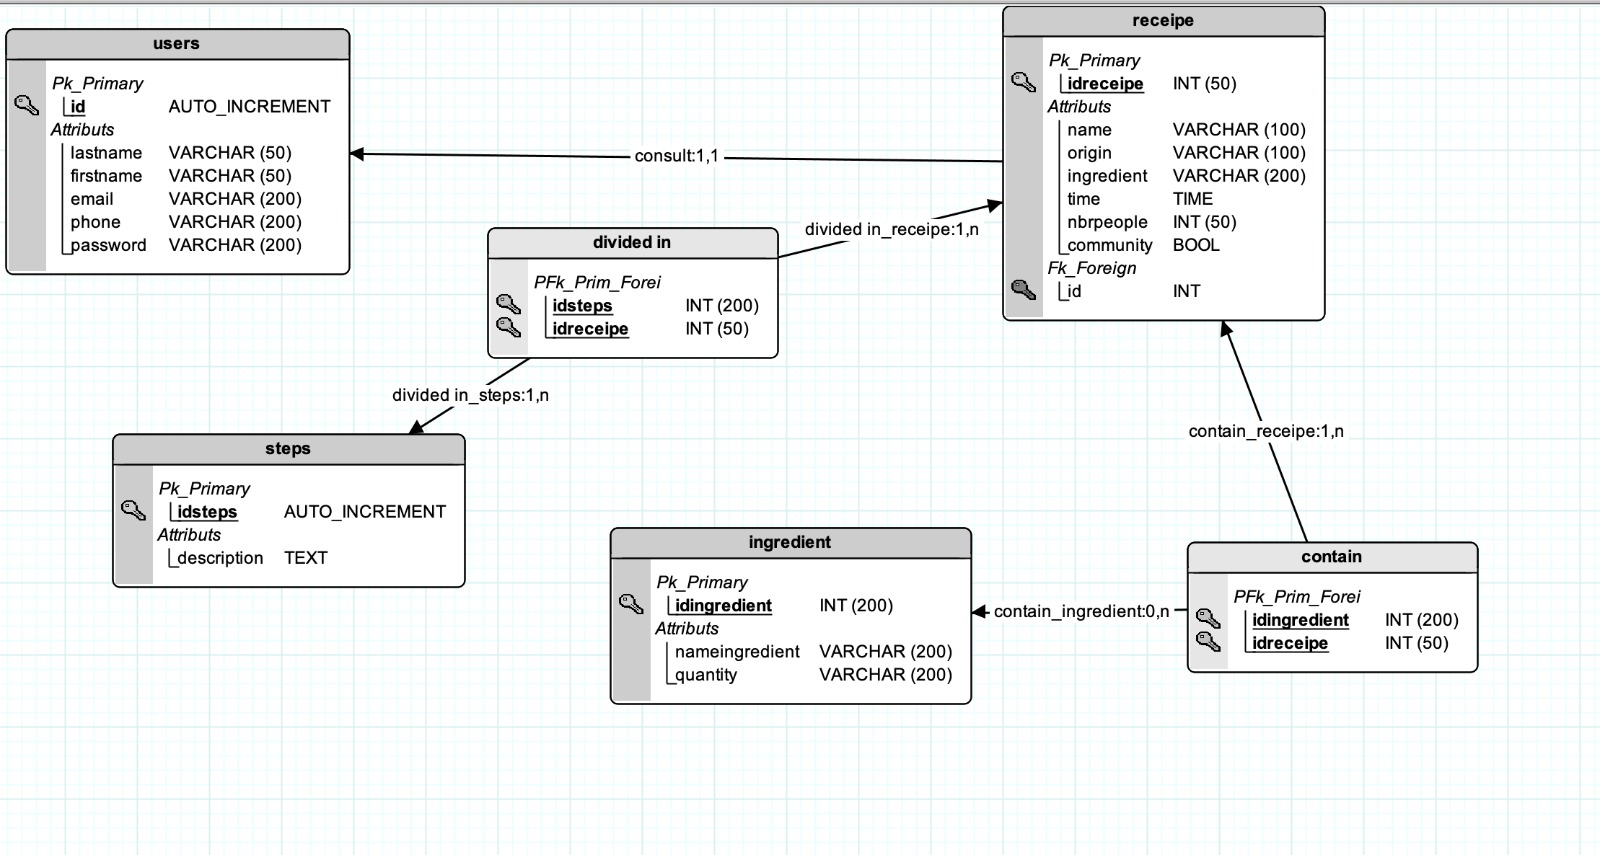 users
Pk_Primary
id AUTO_INCREMENT
Attributs
lastname VARCHAR (50)
firstname VARCHAR (50)
email VARCHAR (200)
phone VARCHAR (200)
password VARCHAR (200)
consult:1,1
receipe
Pk_Primary
idreceipe INT (50)
Attributs
name VARCHAR (100)
origin VARCHAR (100)
ingredient VARCHAR (200)
time TIME
nbrpeople INT (50)
community BOOL
Fk_Foreign
id INT
divided in_receipe:1,n
divided in
PFk_Prim_Forei
idsteps INT (200)
idreceipe INT (50)
divided in_steps:1,n
steps
Pk_Primary
idsteps AUTO_INCREMENT
Attributs
description TEXT
contain_receipe:1,n
ingredient
Pk_Primary
idingredient INT (200)
Attributs
nameingredient VARCHAR (200)
quantity VARCHAR (200)
contain_ingredient:0,n
contain
PFk_Prim_Forei
idingredient INT (200)
idreceipe INT (50)